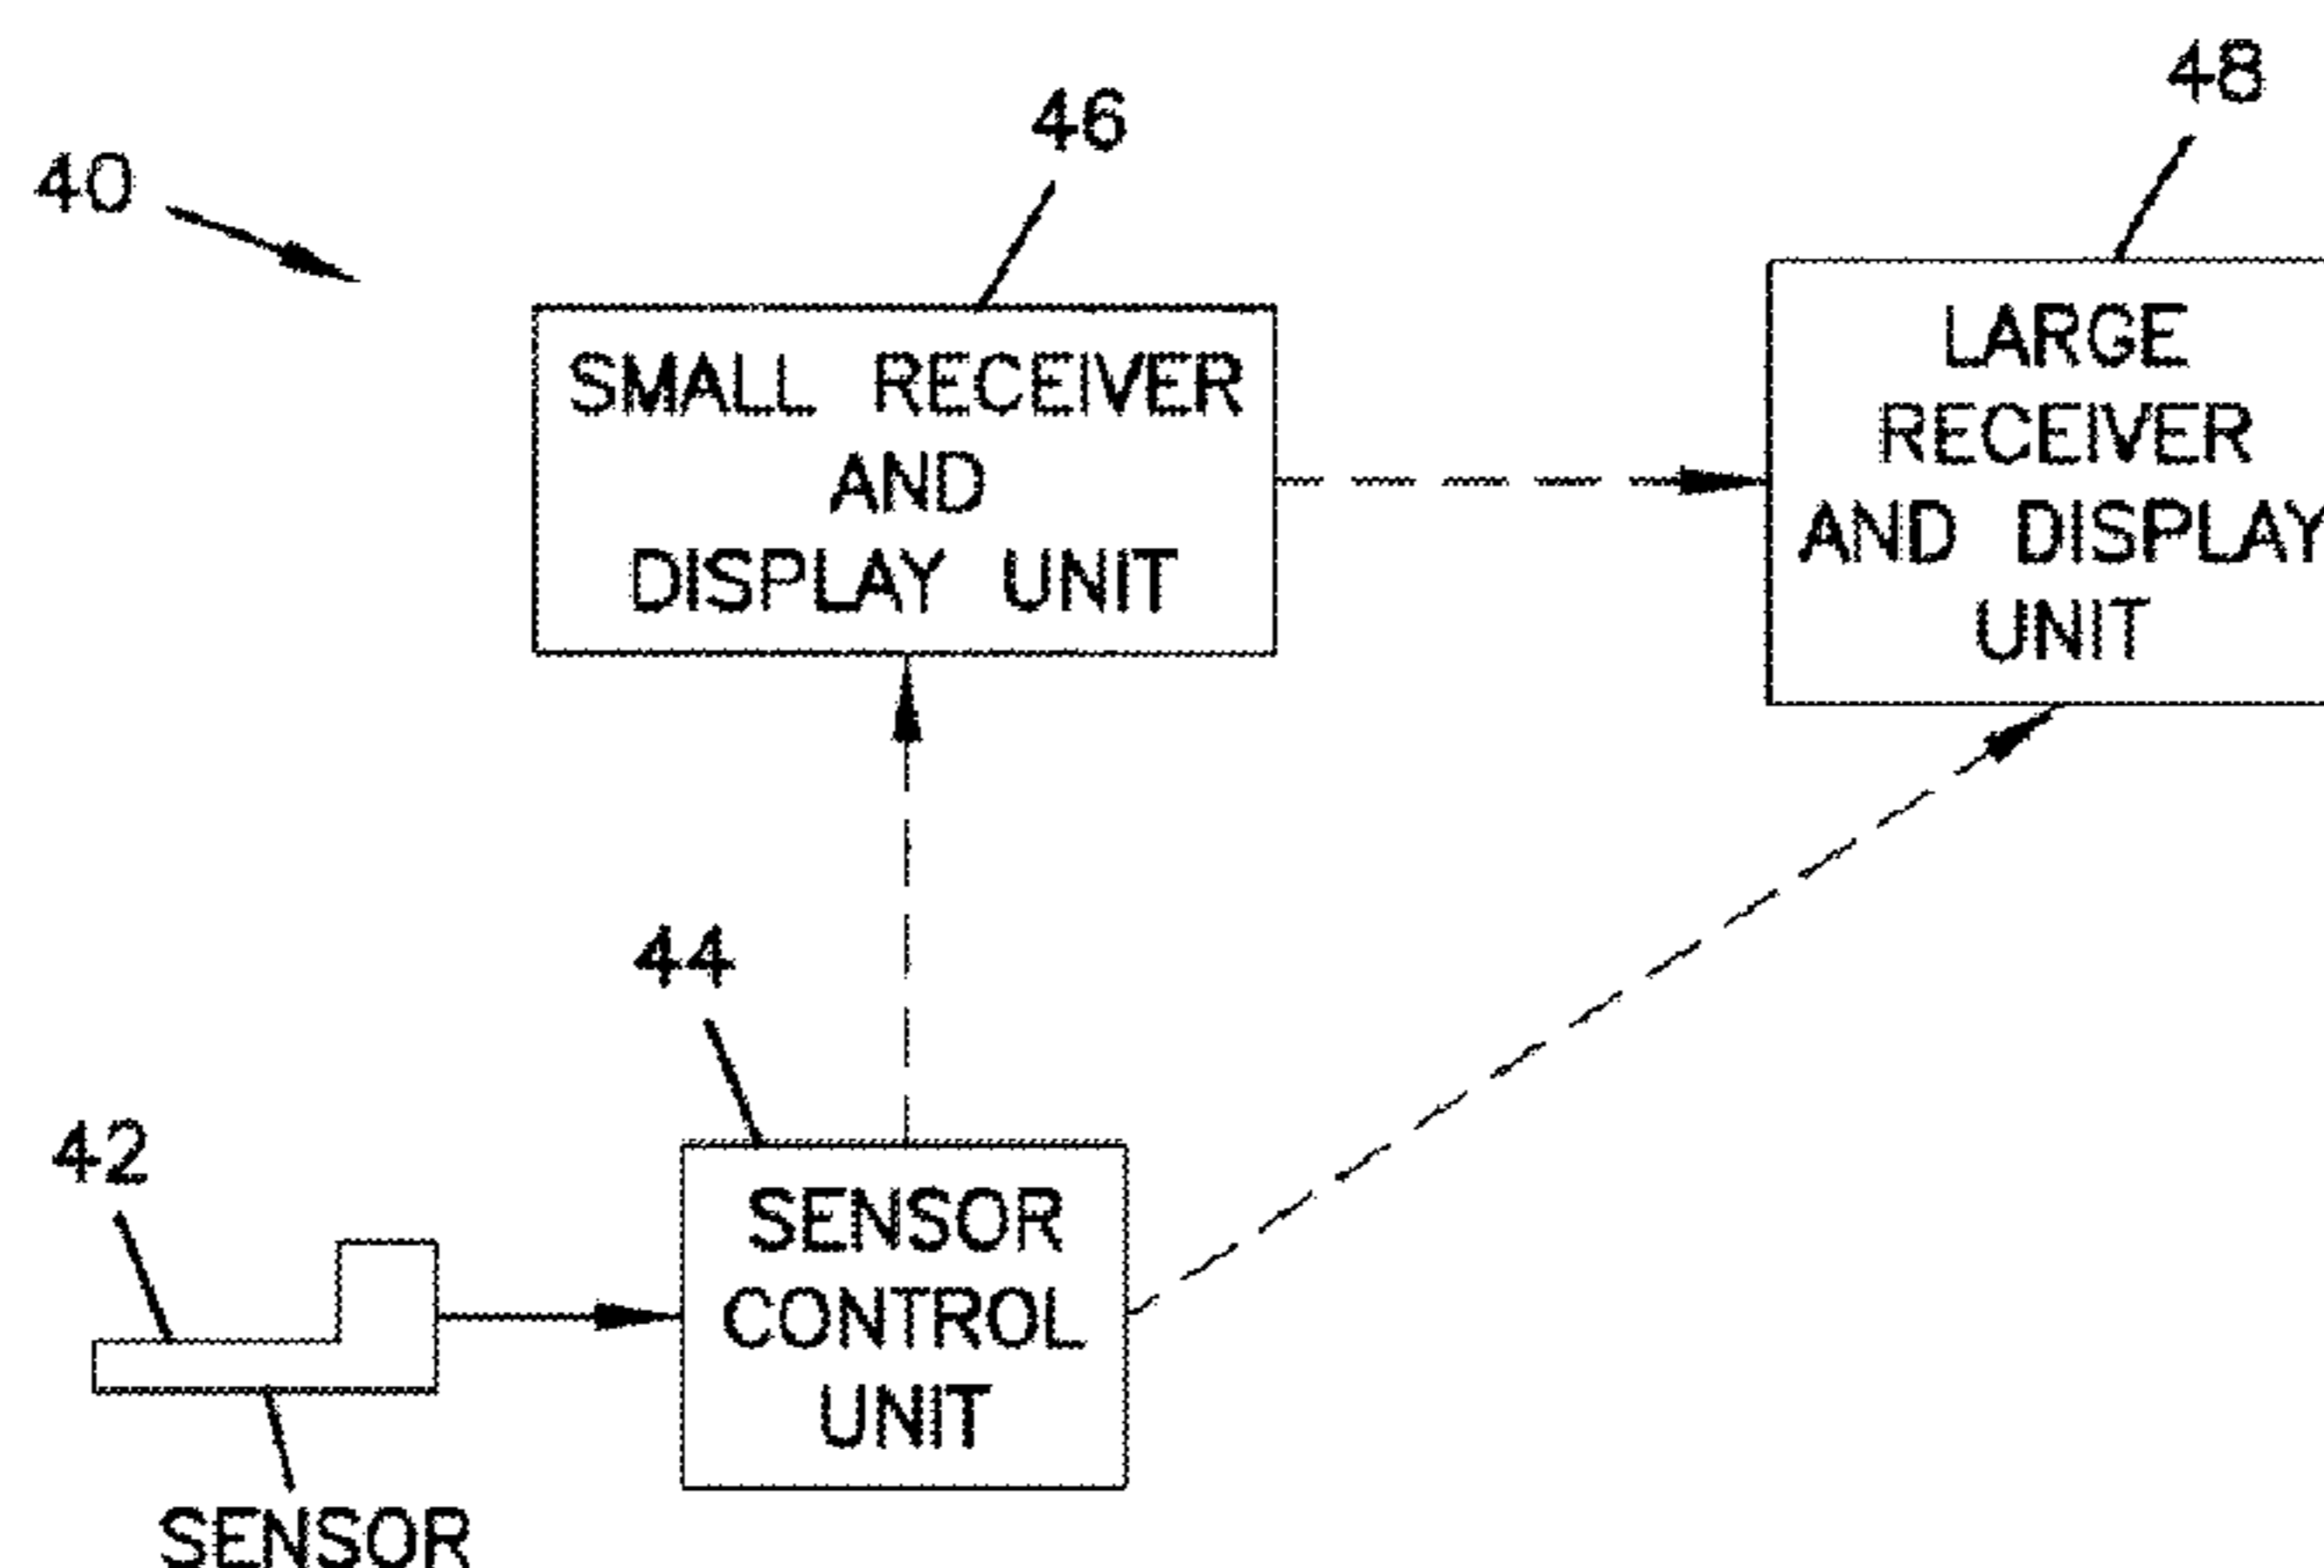 48
46
40
SMALL RECEIVER
AND
DISPLAY UNIT
LARGE
RECEIVER
AND DISPLAY
UNIT
44
42
SENSOR
CONTROL
UNIT
SENSOR